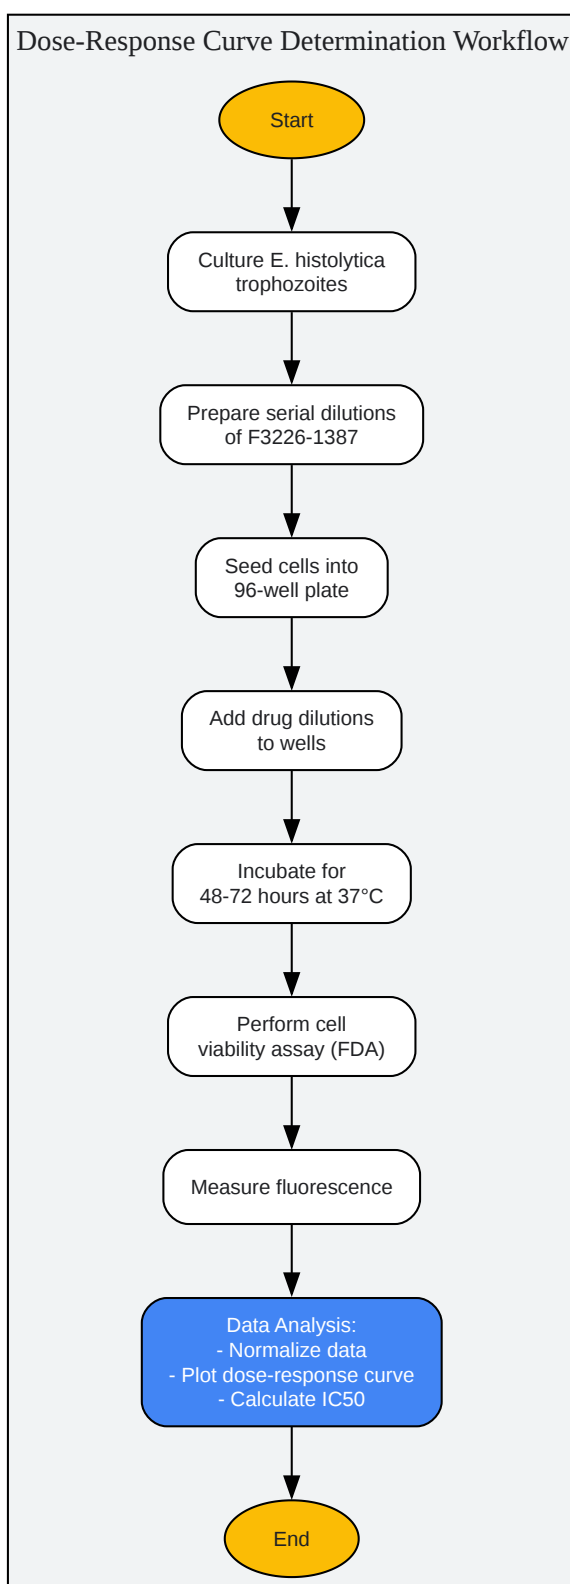 Dose-Response Curve Determination Workflow
Start
Culture E. histolytica
trophozoites
Prepare serial dilutions
of F3226-1387
Seed cells into
96-well plate
Add drug dilutions
to wells
Incubate for
48-72 hours at 37°C
Perform cell
viability assay (FDA)
Measure fluorescence
Data Analysis:
- Normalize data
- Plot dose-response curve
- Calculate IC50
End